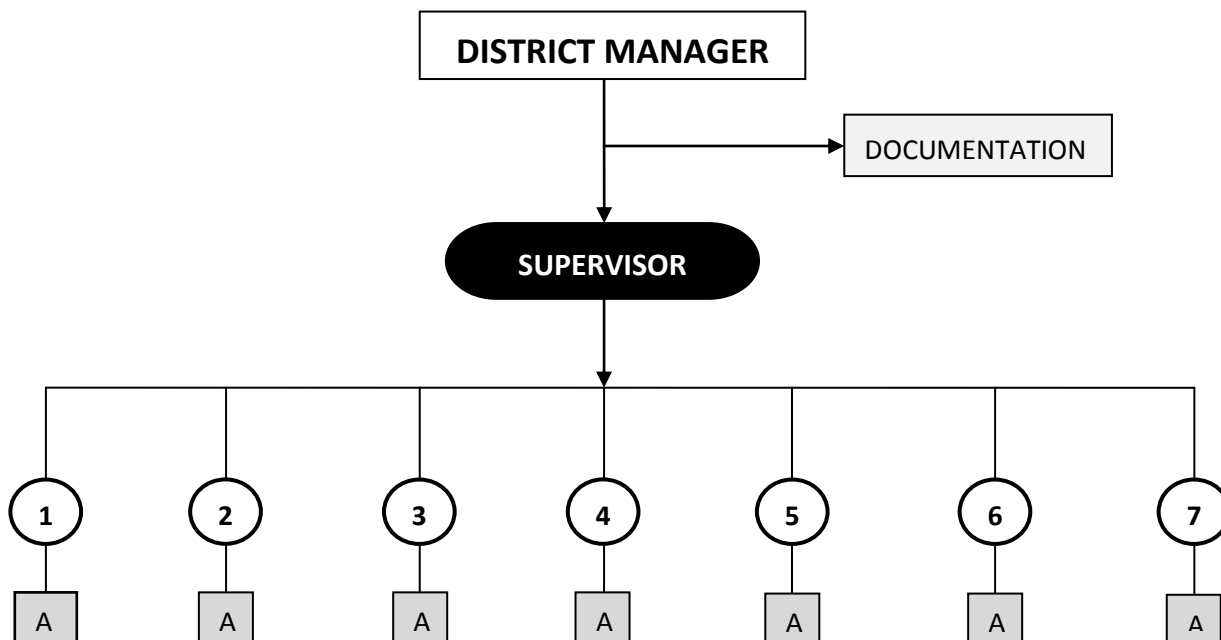 DISTRICT MANAGER
DOCUMENTATION
SUPERVISOR
1 2 3 4 5 6 7
A A A A A A A